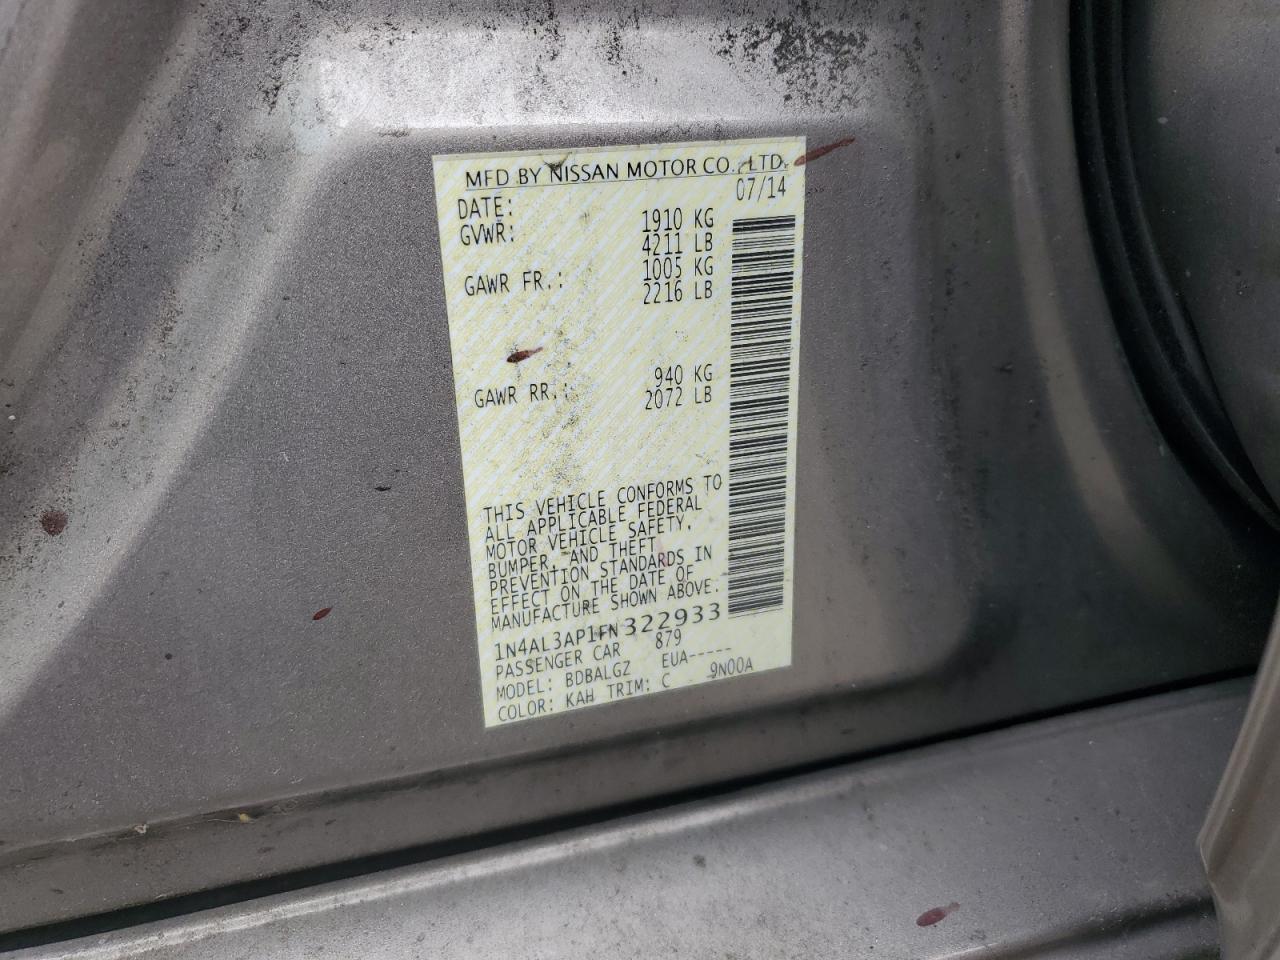 MFD BY NISSAN MOTOR CO., LTD.
DATE: 07/14
GVWR: 1910 KG
4211 LB
GAWR FR.: 1005 KG
2216 LB
GAWR RR.: 940 KG
2072 LB
THIS VEHICLE CONFORMS TO
ALL APPLICABLE FEDERAL
MOTOR VEHICLE SAFETY,
BUMPER, AND THEFT
PREVENTION STANDARDS IN
EFFECT ON THE DATE OF
MANUFACTURE SHOWN ABOVE.
1N4AL3AP1FN322933
PASSENGER CAR 879
MODEL: BDBALGZ EUA-----
COLOR: KAH TRIM: C 9N00A